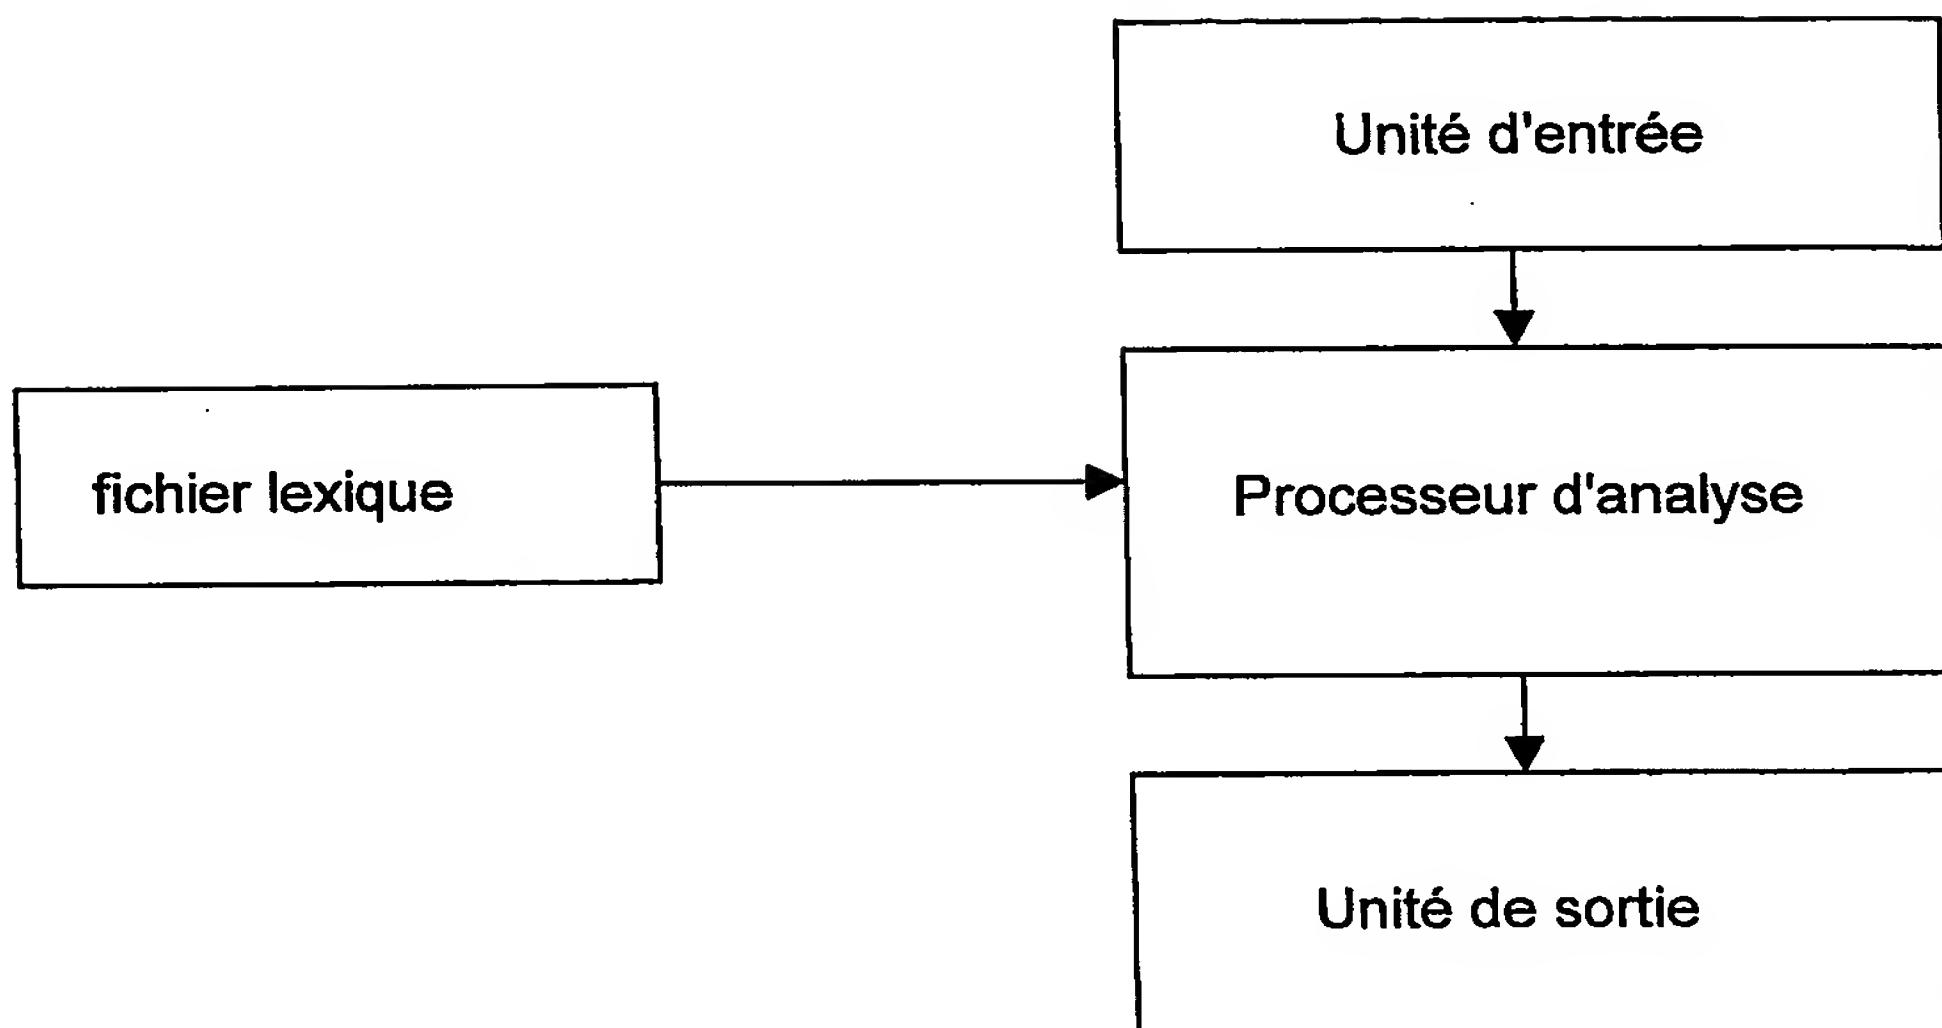 Unité d'entrée
fichier lexique
Processeur d'analyse
Unité de sortie